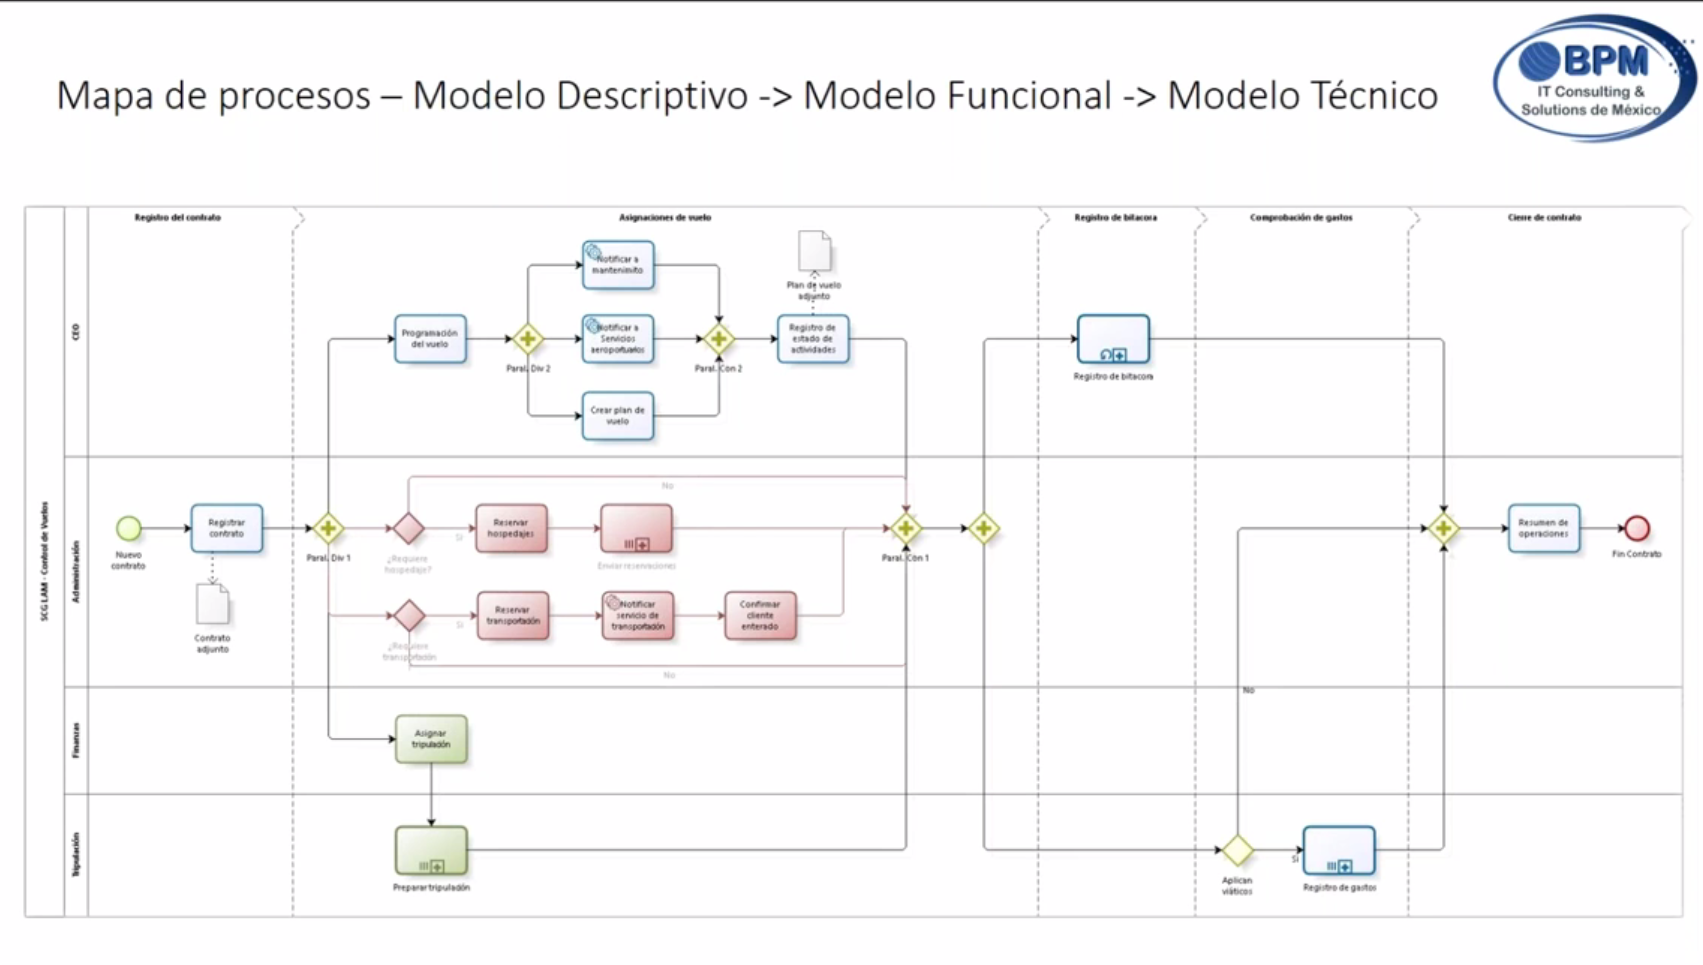 Mapa de procesos – Modelo Descriptivo -> Modelo Funcional -> Modelo Técnico
BPM
IT Consulting &
Solutions de México
Registro del contrato
Asignaciones de vuelo
Registro de bitacora
Comprobación de gastos
Cierre de contrato
SCG LAM - Control de Vuelos
CEO
Notificar a
mantenimito
Plan de vuelo
adjunto
Programación
del vuelo
Paral. Div 2
Notificar a
Servicios
aeroportuarios
Paral. Con 2
Registro de
estado de
actividades
Crear plan de
vuelo
Registro de bitacora
Administración
Nuevo
contrato
Registrar
contrato
Contrato
adjunto
Paral. Div 1
No
¿Requiere
hospedaje?
Si
Reservar
hospedajes
Enviar reservaciones
Paral. Con 1
¿Requiere
transportación
Si
Reservar
transportación
Notificar
servicio de
transportación
Confirmar
cliente
enterado
No
Resumen de
operaciones
Fin Contrato
Finanzas
Asignar
tripulación
No
Tripulación
Preparar tripulación
Aplican
viáticos
Si
Registro de gastos